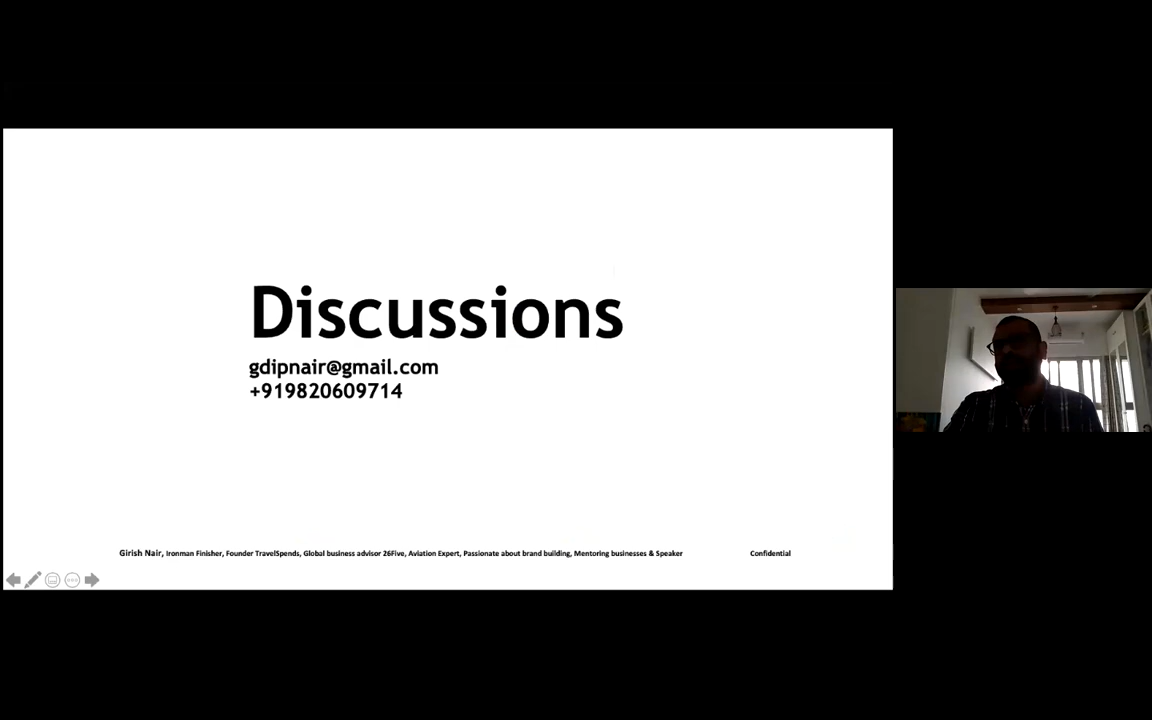 Discussions
gdipnair@gmail.com
+919820609714
Girish Nair, Ironman Finisher, Founder TravelSpends, Global business advisor 26Five, Aviation Expert, Passionate about brand building, Mentoring businesses & Speaker
Confidential